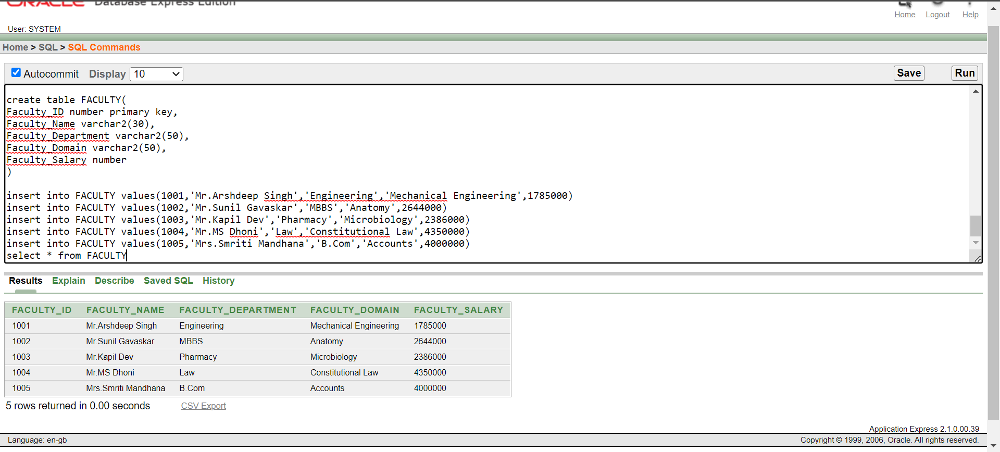 ORACLE Database Express Edition
Home Logout Help
User: SYSTEM
Home > SQL > SQL Commands
Autocommit Display 10 Save Run
create table FACULTY(
Faculty_ID number primary key,
Faculty_Name varchar2(30),
Faculty_Department varchar2(50),
Faculty_Domain varchar2(50),
Faculty_Salary number
)
insert into FACULTY values(1001,'Mr.Arshdeep Singh','Engineering','Mechanical Engineering',1785000)
insert into FACULTY values(1002,'Mr.Sunil Gavaskar','MBBS','Anatomy',2644000)
insert into FACULTY values(1003,'Mr.Kapil Dev','Pharmacy','Microbiology',2386000)
insert into FACULTY values(1004,'Mr.MS Dhoni','Law','Constitutional Law',4350000)
insert into FACULTY values(1005,'Mrs.Smriti Mandhana','B.Com','Accounts',4000000)
select * from FACULTY
Results Explain Describe Saved SQL History
FACULTY_ID FACULTY_NAME FACULTY_DEPARTMENT FACULTY_DOMAIN FACULTY_SALARY
1001 Mr.Arshdeep Singh Engineering Mechanical Engineering 1785000
1002 Mr.Sunil Gavaskar MBBS Anatomy 2644000
1003 Mr.Kapil Dev Pharmacy Microbiology 2386000
1004 Mr.MS Dhoni Law Constitutional Law 4350000
1005 Mrs.Smriti Mandhana B.Com Accounts 4000000
5 rows returned in 0.00 seconds CSV Export
Application Express 2.1.0.00.39
Language: en-gb Copyright © 1999, 2006, Oracle. All rights reserved.